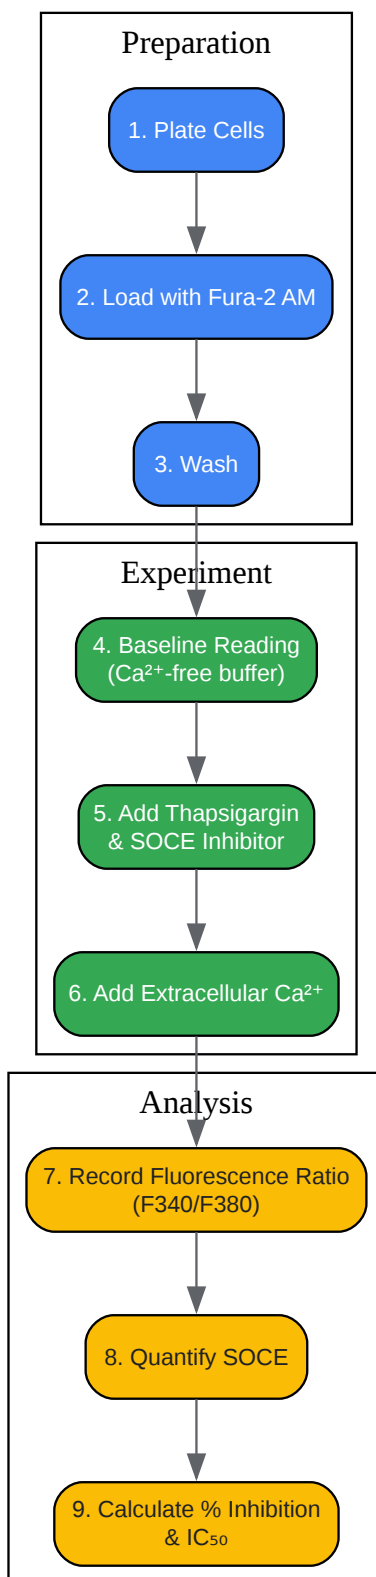 Preparation
1. Plate Cells
2. Load with Fura-2 AM
3. Wash
Experiment
4. Baseline Reading
(Ca²⁺-free buffer)
5. Add Thapsigargin
& SOCE Inhibitor
6. Add Extracellular Ca²⁺
Analysis
7. Record Fluorescence Ratio
(F340/F380)
8. Quantify SOCE
9. Calculate % Inhibition
& IC₅₀